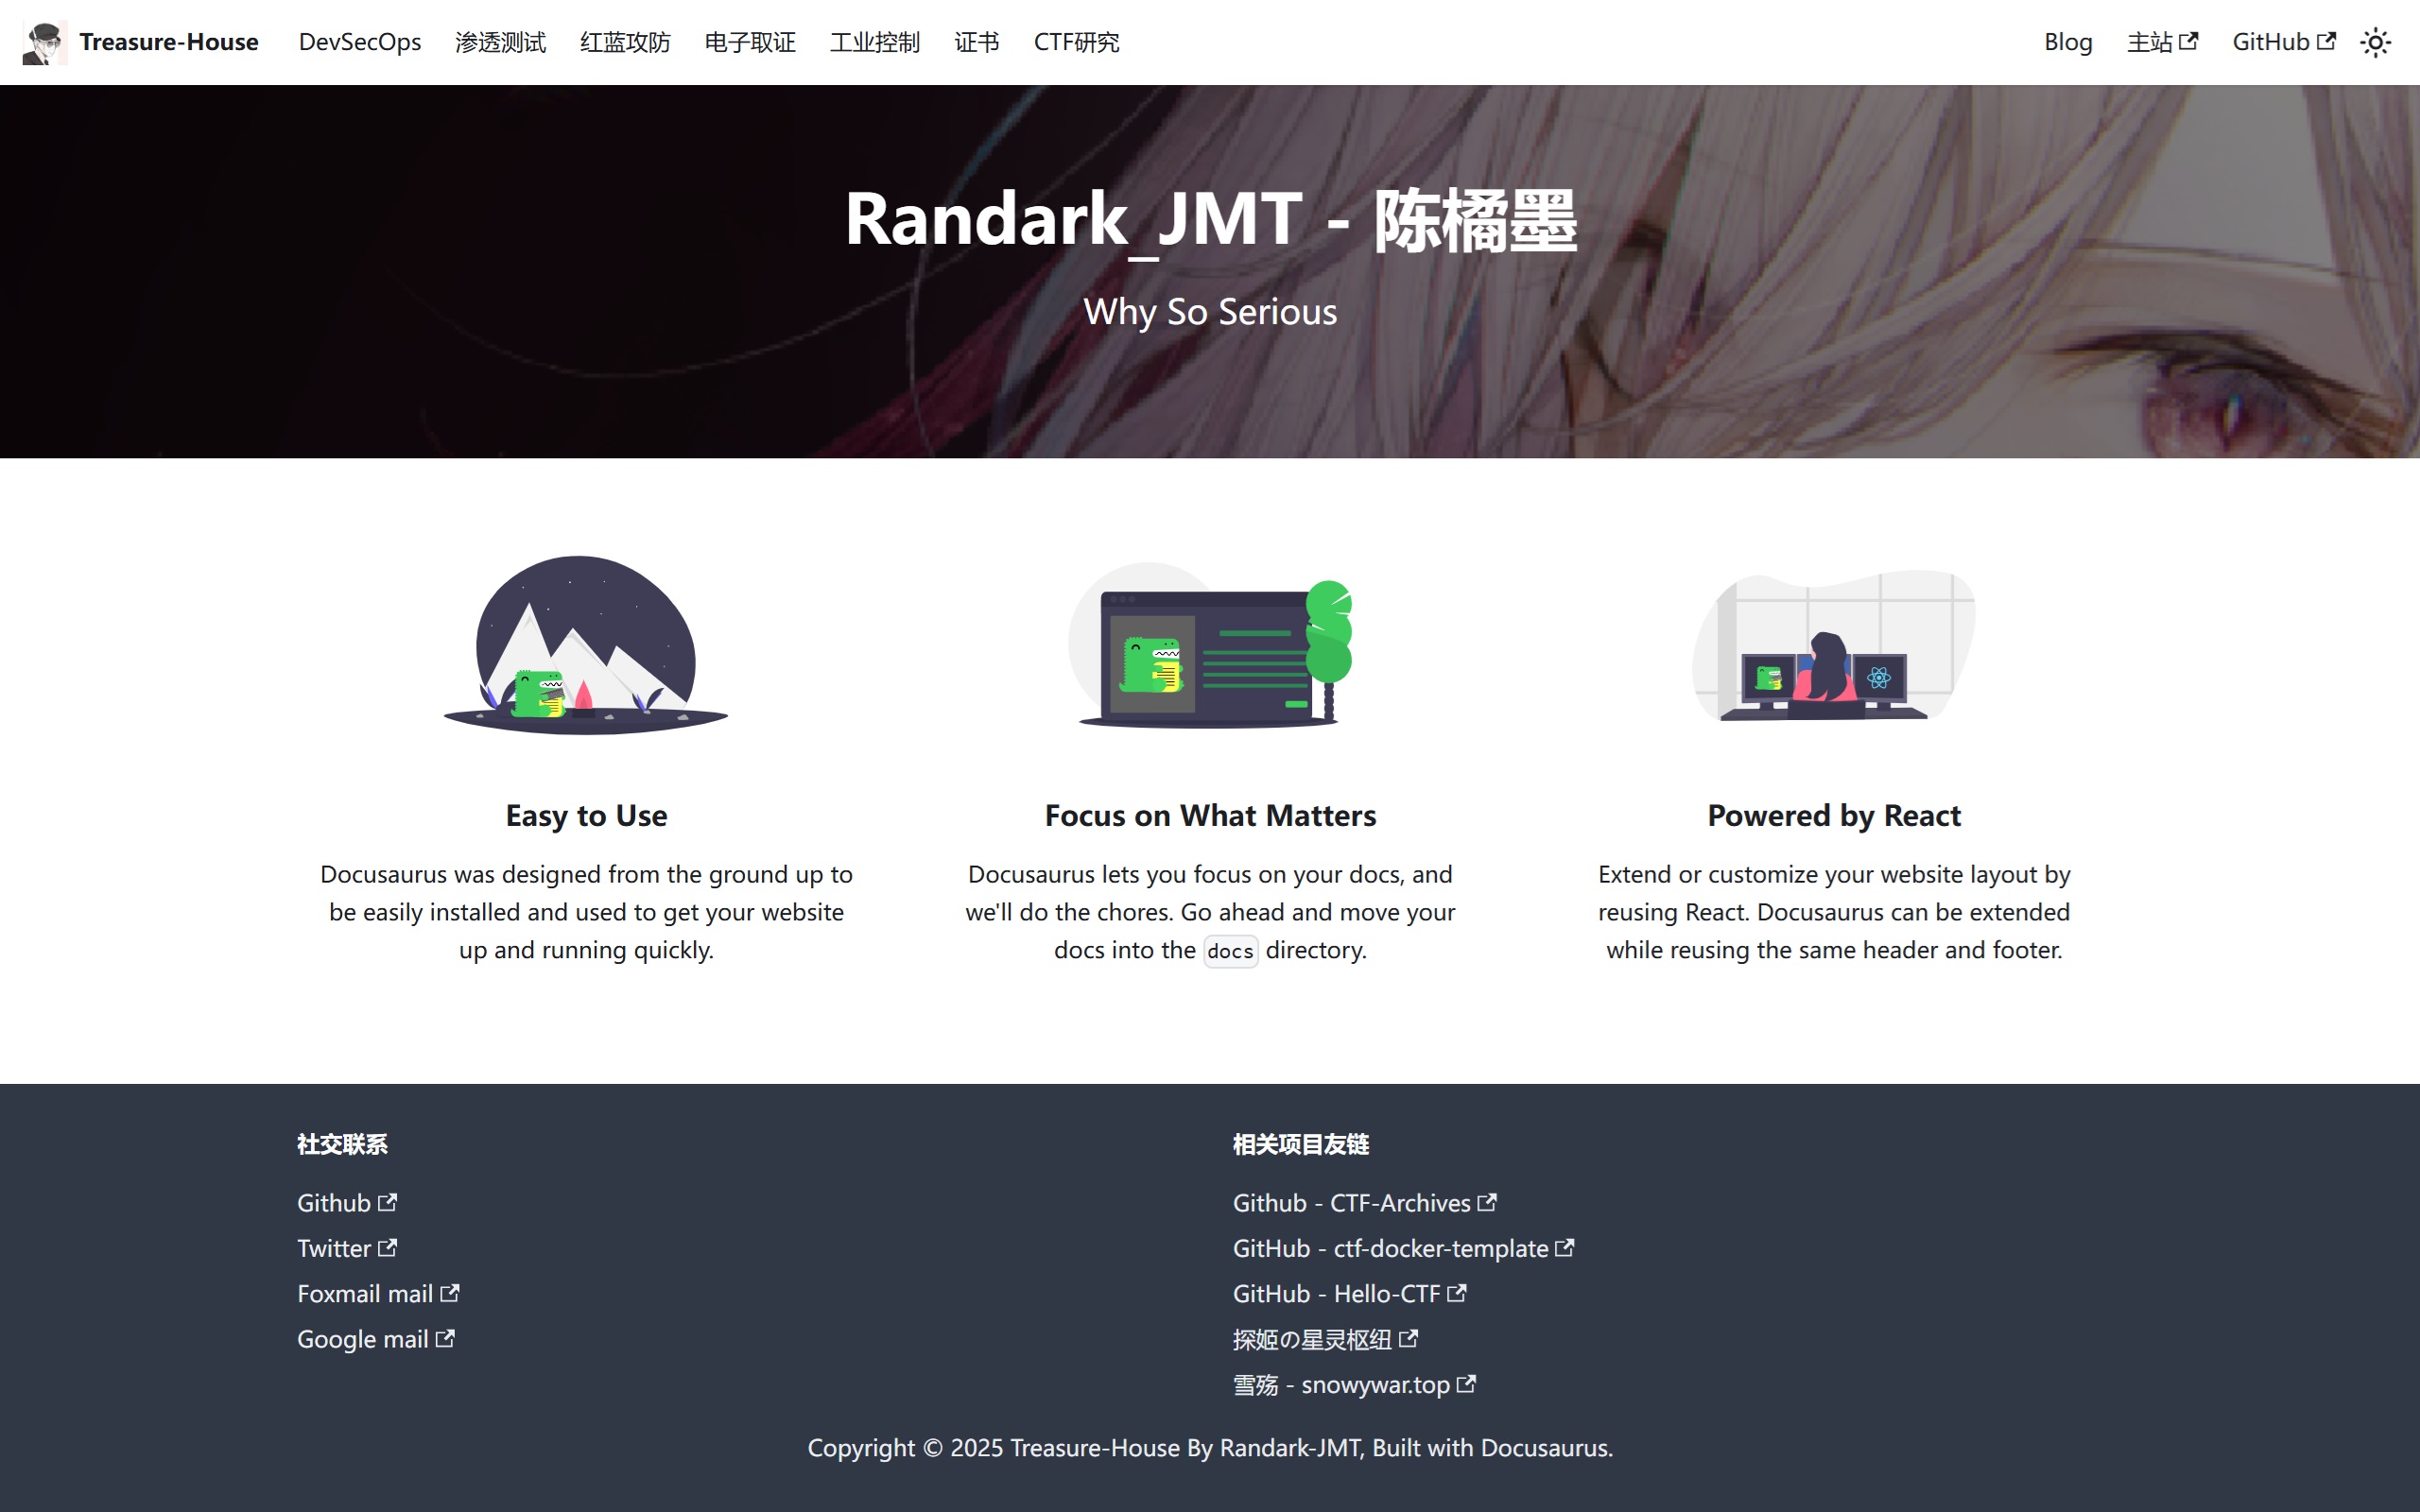 Treasure-House DevSecOps 渗透测试 红蓝攻防 电子取证 工业控制 证书 CTF研究 Blog 主站 GitHub
Randark_JMT - 陈橘墨
Why So Serious
Easy to Use
Docusaurus was designed from the ground up to
be easily installed and used to get your website
up and running quickly.
Focus on What Matters
Docusaurus lets you focus on your docs, and
we'll do the chores. Go ahead and move your
docs into the docs directory.
Powered by React
Extend or customize your website layout by
reusing React. Docusaurus can be extended
while reusing the same header and footer.
社交联系
Github
Twitter
Foxmail mail
Google mail
相关项目友链
Github - CTF-Archives
GitHub - ctf-docker-template
GitHub - Hello-CTF
探姬の星灵枢纽
雪殇 - snowywar.top
Copyright © 2025 Treasure-House By Randark-JMT, Built with Docusaurus.